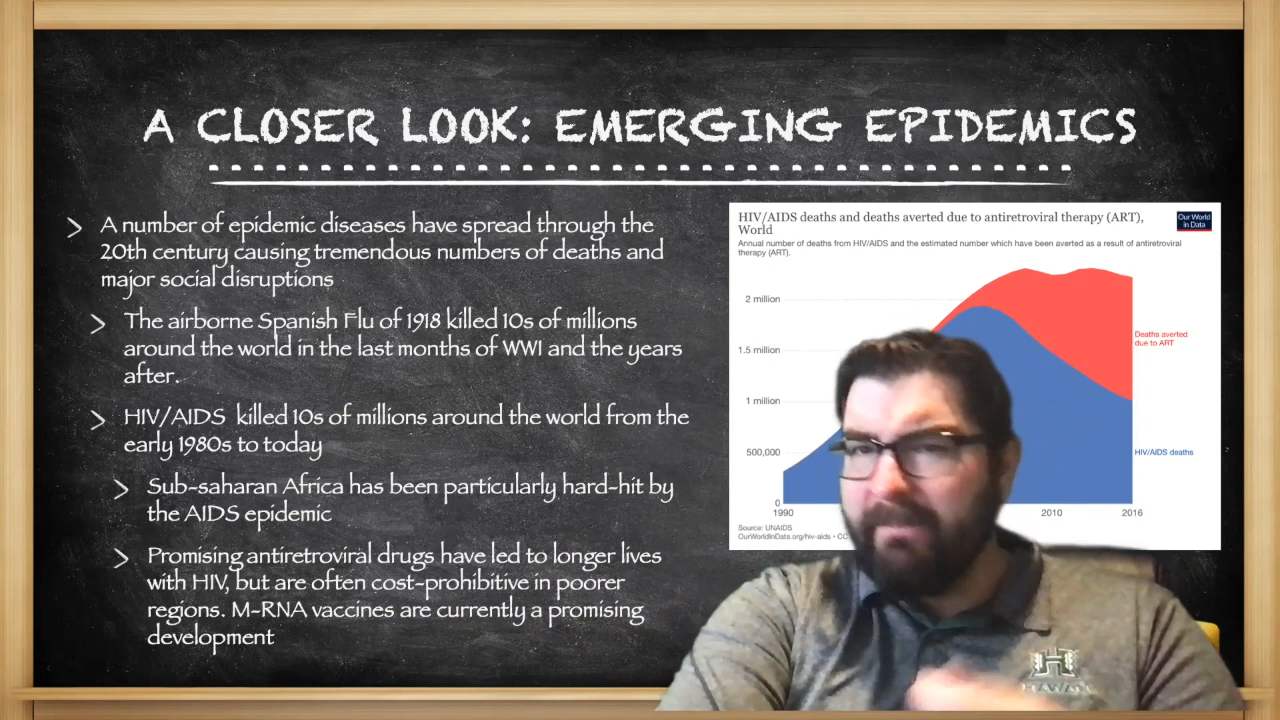 A CLOSER LOOK: EMERGING EPIDEMICS
A number of epidemic diseases have spread through the
20th century causing tremendous numbers of deaths and
major social disruptions
The airborne Spanish Flu of 1918 killed 10s of millions
around the world in the last months of WWI and the years
after.
HIV/AIDS killed 10s of millions around the world from the
early 1980s to today
Sub-saharan Africa has been particularly hard-hit by
the AIDS epidemic
Promising antiretroviral drugs have led to longer lives
with HIV, but are often cost-prohibitive in poorer
regions. M-RNA vaccines are currently a promising
development
HIV/AIDS deaths and deaths averted due to antiretroviral therapy (ART),
World
Our World
in Data
Annual number of deaths from HIV/AIDS and the estimated number which have been averted as a result of antiretroviral
therapy (ART).
2 million
1.5 million
1 million
500,000
0
Deaths averted
due to ART
HIV/AIDS deaths
1990
2010
2016
Source: UNAIDS
OurWorldInData.org/hiv-aids • CC
H